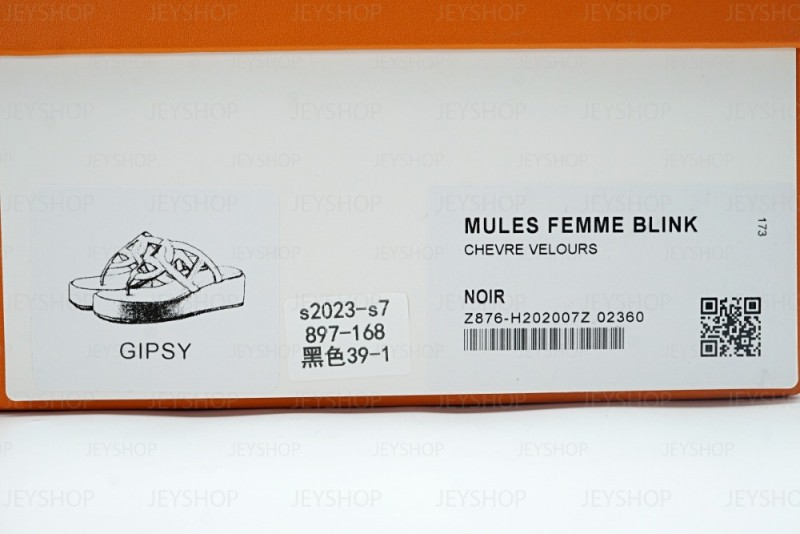 GIPSY
s2023-s7
897-168
黑色39-1
MULES FEMME BLINK
CHEVRE VELOURS
NOIR
Z876-H202007Z 02360
173
JEYSHOP